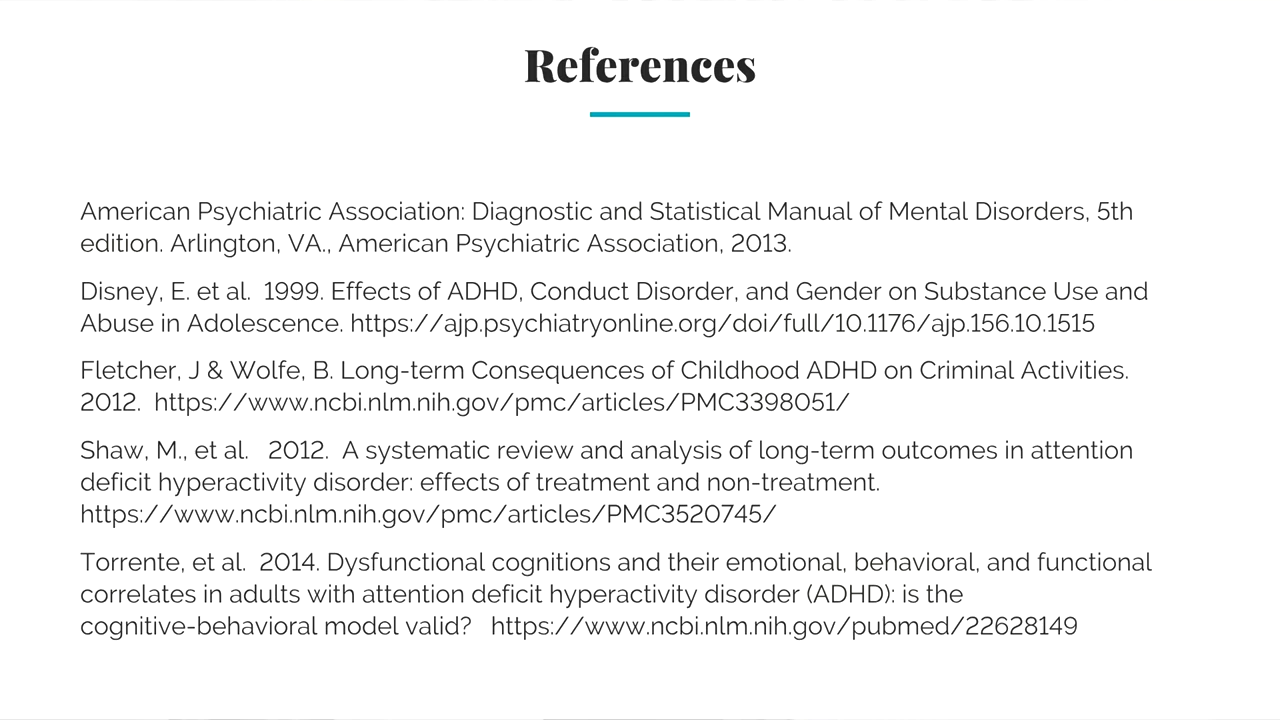 References
American Psychiatric Association: Diagnostic and Statistical Manual of Mental Disorders, 5th
edition. Arlington, VA., American Psychiatric Association, 2013.
Disney, E. et al.  1999. Effects of ADHD, Conduct Disorder, and Gender on Substance Use and
Abuse in Adolescence. https://ajp.psychiatryonline.org/doi/full/10.1176/ajp.156.10.1515
Fletcher, J & Wolfe, B. Long-term Consequences of Childhood ADHD on Criminal Activities.
2012.  https://www.ncbi.nlm.nih.gov/pmc/articles/PMC3398051/
Shaw, M., et al.   2012.  A systematic review and analysis of long-term outcomes in attention
deficit hyperactivity disorder: effects of treatment and non-treatment.
https://www.ncbi.nlm.nih.gov/pmc/articles/PMC3520745/
Torrente, et al.  2014. Dysfunctional cognitions and their emotional, behavioral, and functional
correlates in adults with attention deficit hyperactivity disorder (ADHD): is the
cognitive-behavioral model valid?   https://www.ncbi.nlm.nih.gov/pubmed/22628149